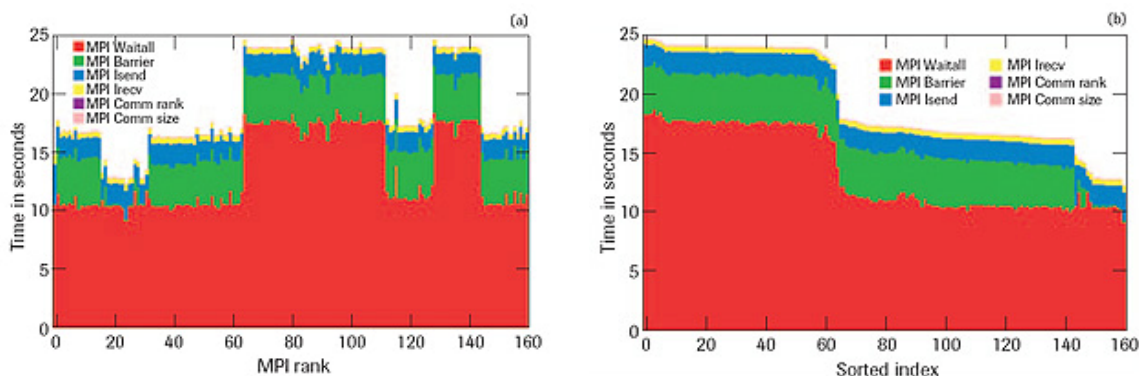 (a)
25
20
15
10
5
0
Time in seconds
MPI Waitall
MPI Barrier
MPI Isend
MPI Irecv
MPI Comm rank
MPI Comm size
0 20 40 60 80 100 120 140 160
MPI rank
(b)
25
20
15
10
5
0
Time in seconds
MPI Waitall MPI Irecv
MPI Barrier MPI Comm rank
MPI Isend MPI Comm size
0 20 40 60 80 100 120 140 160
Sorted index